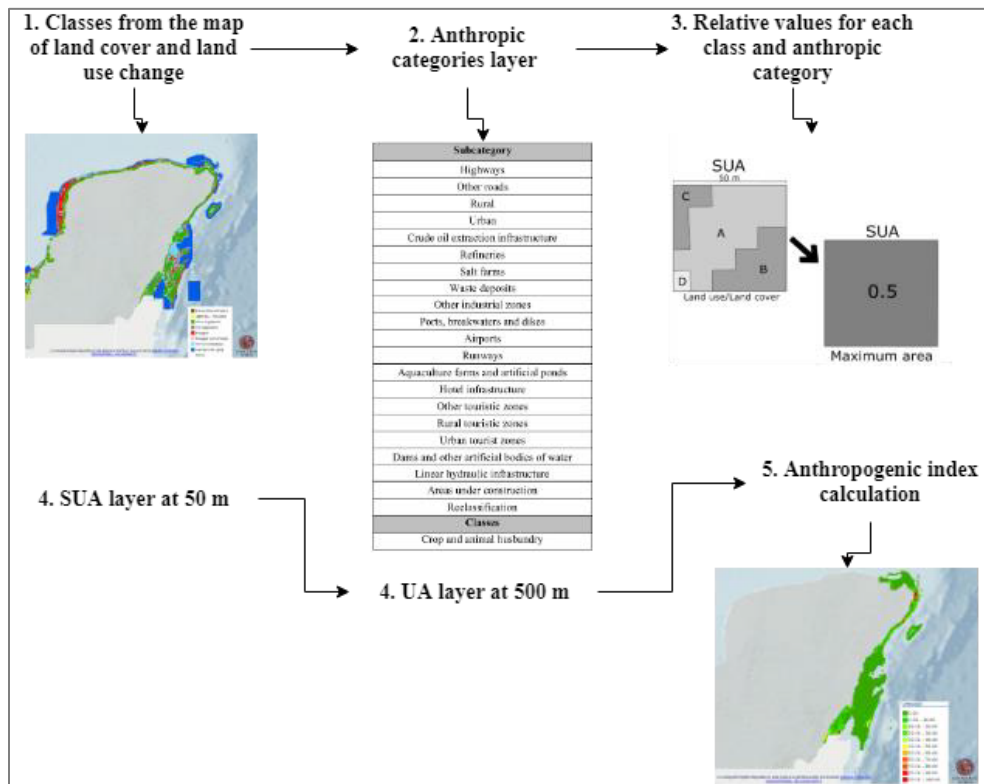 1. Classes from the map
of land cover and land
use change
2. Anthropic
categories layer
3. Relative values for each
class and anthropic
category
Subcategory
Highways
Other roads
Rural
Urban
Crude oil extraction infrastructure
Refineries
Salt farms
Waste deposits
Other industrial zones
Ports, breakwaters and dikes
Airports
Runways
Aquaculture farms and artificial ponds
Hotel infrastructure
Other touristic zones
Rural touristic zones
Urban tourist zones
Dams and other artificial bodies of water
Linear hydraulic infrastructure
Areas under construction
Reclassification
Classes
Crop and animal husbundry
SUA
50 m
C
A
B
D
Land use/Land cover
SUA
0.5
Maximum area
4. SUA layer at 50 m
4. UA layer at 500 m
5. Anthropogenic index
calculation